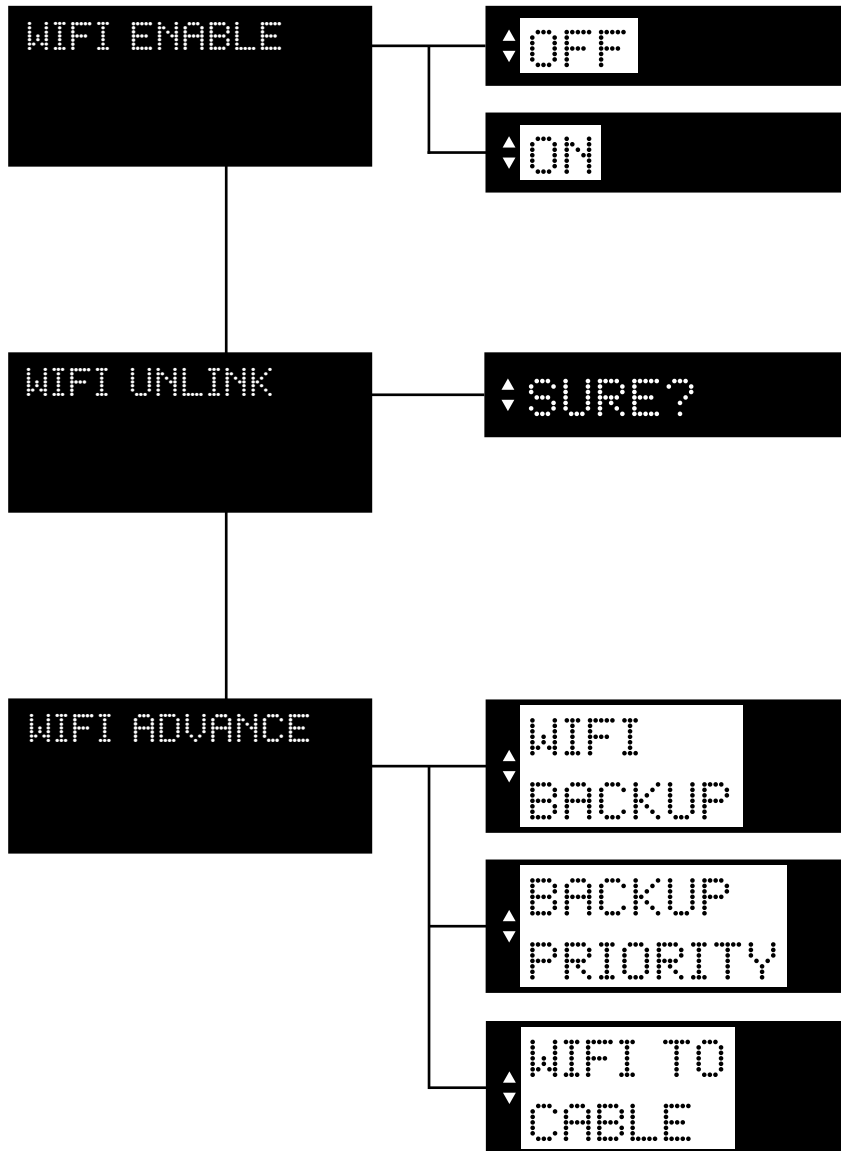 WIFI ENABLE
OFF
ON
WIFI UNLINK
SURE?
WIFI ADVANCE
WIFI
BACKUP
BACKUP
PRIORITY
WIFI TO
CABLE